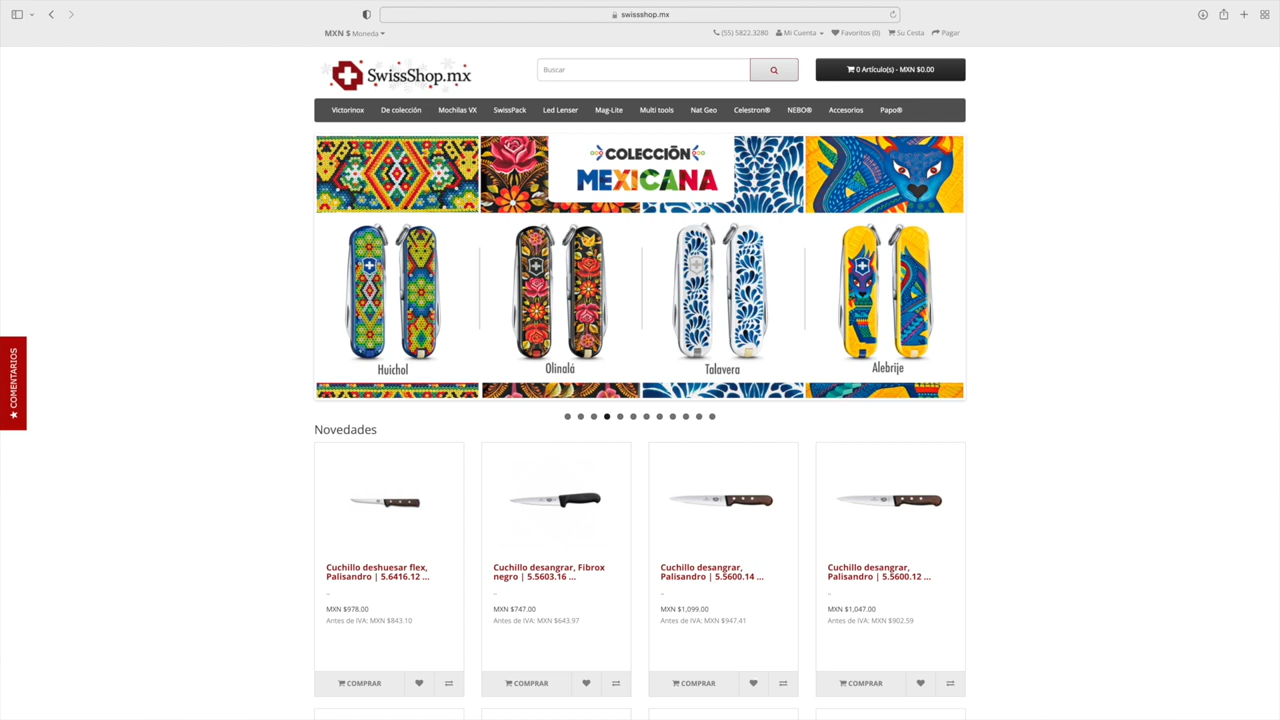 swissshop.mx
MXN $ Moneda
(55) 5822.3280 Mi Cuenta Favoritos (0) Su Cesta Pagar
SwissShop.mx
Buscar
0 Artículo(s) - MXN $0.00
Victorinox De colección Mochilas VX SwissPack Led Lenser Mag-Lite Multi tools Nat Geo Celestron® NEBO® Accesorios Papo®
COLECCIÓN
MEXICANA
Huichol Olinalá Talavera Alebrije
★ COMENTARIOS
Novedades
Cuchillo deshuesar flex,
Palisandro | 5.6416.12 ...
..
MXN $978.00
Antes de IVA: MXN $843.10
COMPRAR
Cuchillo desangrar, Fibrox
negro | 5.5603.16 ...
..
MXN $747.00
Antes de IVA: MXN $643.97
COMPRAR
Cuchillo desangrar,
Palisandro | 5.5600.14 ...
..
MXN $1,099.00
Antes de IVA: MXN $947.41
COMPRAR
Cuchillo desangrar,
Palisandro | 5.5600.12 ...
..
MXN $1,047.00
Antes de IVA: MXN $902.59
COMPRAR